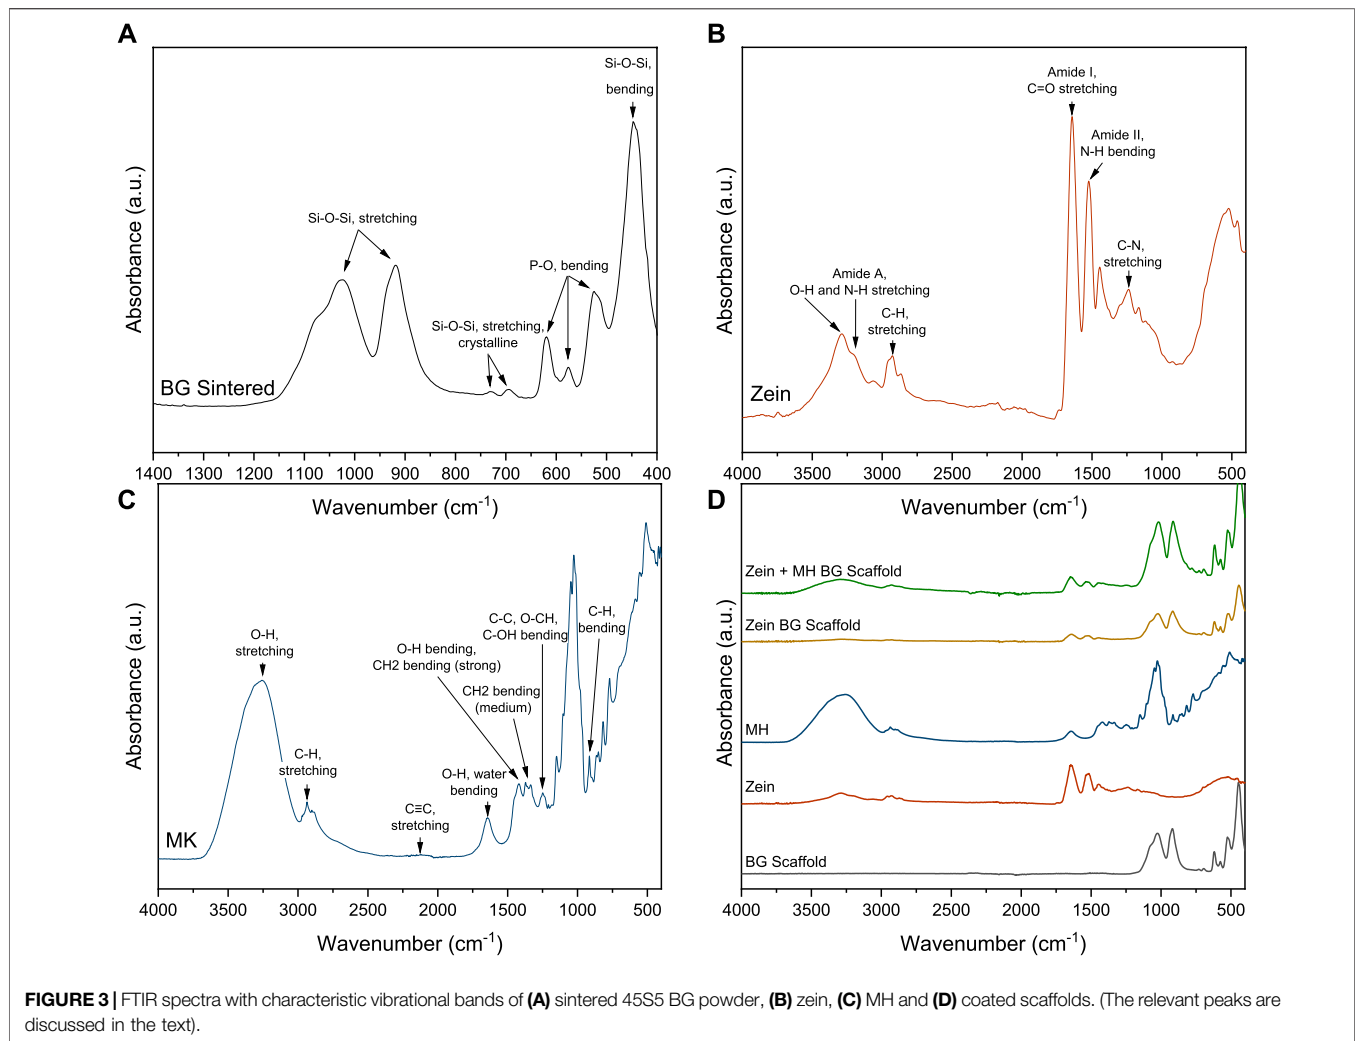 A
Si-O-Si,
bending
Si-O-Si, stretching
P-O, bending
Si-O-Si, stretching,
crystalline
BG Sintered
Absorbance (a.u.)
1400 1300 1200 1100 1000 900 800 700 600 500 400
Wavenumber (cm-1)
B
Amide I,
C=O stretching
Amide II,
N-H bending
C-N,
stretching
Amide A,
O-H and N-H stretching
C-H,
stretching
Zein
Absorbance (a.u.)
4000 3500 3000 2500 2000 1500 1000 500
Wavenumber (cm-1)
C
C-C, O-CH,
C-OH bending
C-H,
bending
O-H,
stretching
O-H bending,
CH2 bending (strong)
CH2 bending
(medium)
C-H,
stretching
O-H, water
bending
C≡C,
stretching
MK
Absorbance (a.u.)
4000 3500 3000 2500 2000 1500 1000 500
Wavenumber (cm-1)
D
Zein + MH BG Scaffold
Zein BG Scaffold
MH
Zein
BG Scaffold
Absorbance (a.u.)
4000 3500 3000 2500 2000 1500 1000 500
Wavenumber (cm-1)
FIGURE 3 | FTIR spectra with characteristic vibrational bands of (A) sintered 45S5 BG powder, (B) zein, (C) MH and (D) coated scaffolds. (The relevant peaks are
discussed in the text).